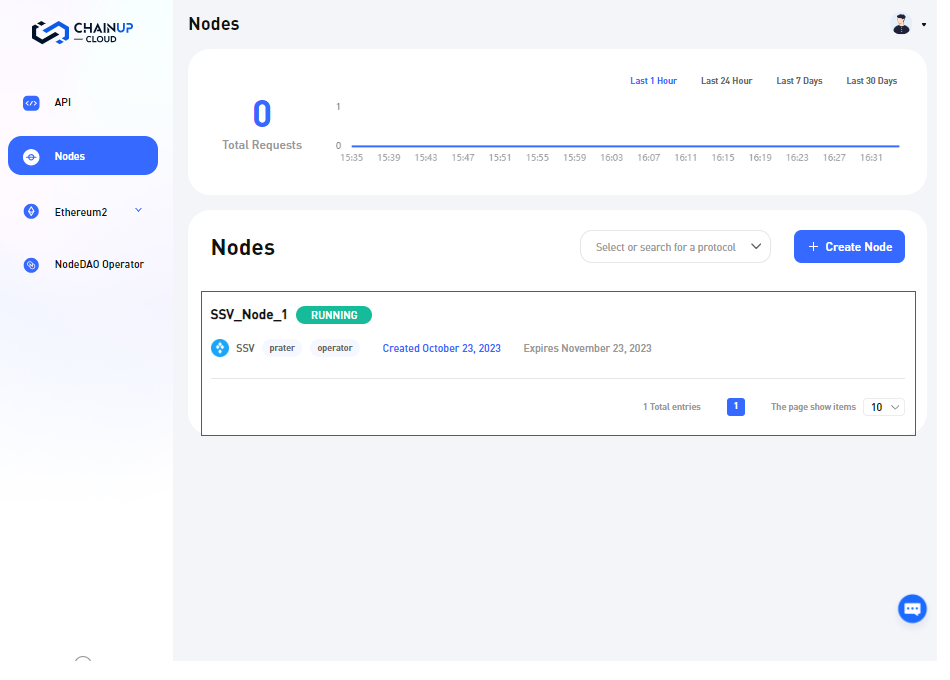 CHAINUP
CLOUD
API
Nodes
Ethereum2
NodeDAO Operator
Nodes
Last 1 Hour Last 24 Hour Last 7 Days Last 30 Days
0
Total Requests
1
0
15:35 15:39 15:43 15:47 15:51 15:55 15:59 16:03 16:07 16:11 16:15 16:19 16:23 16:27 16:31
Nodes
Select or search for a protocol
+ Create Node
SSV_Node_1 RUNNING
SSV prater operator Created October 23, 2023 Expires November 23, 2023
1 Total entries 1 The page show items 10